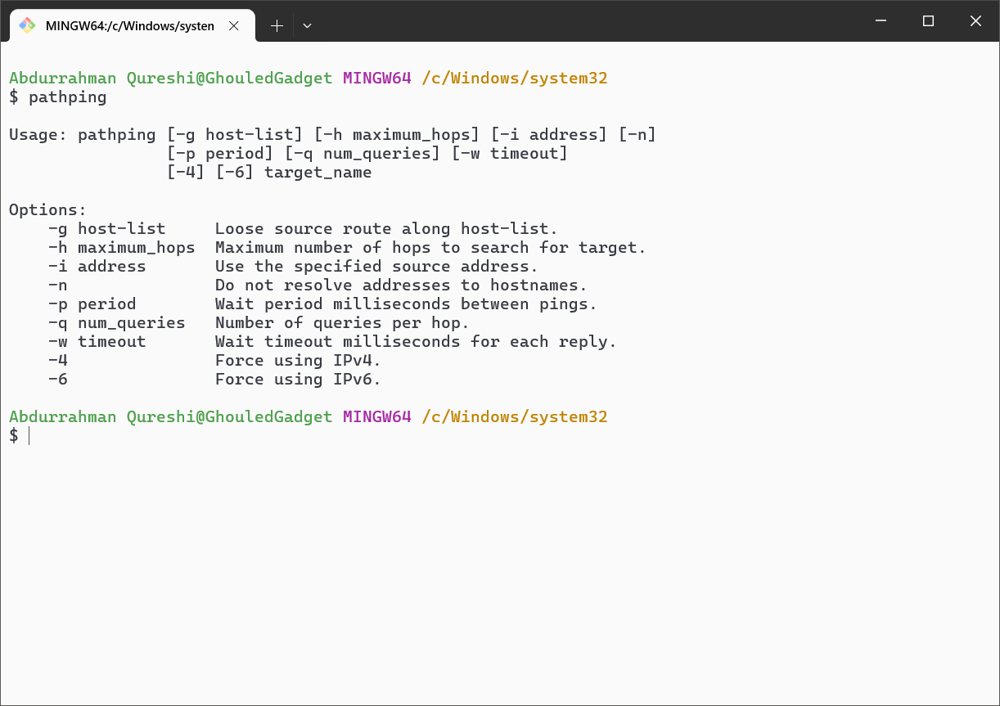 MINGW64:/c/Windows/systen
Abdurrahman Qureshi@GhouledGadget MINGW64 /c/Windows/system32
$ pathping
Usage: pathping [-g host-list] [-h maximum_hops] [-i address] [-n]
                [-p period] [-q num_queries] [-w timeout]
                [-4] [-6] target_name
Options:
    -g host-list     Loose source route along host-list.
    -h maximum_hops  Maximum number of hops to search for target.
    -i address       Use the specified source address.
    -n               Do not resolve addresses to hostnames.
    -p period        Wait period milliseconds between pings.
    -q num_queries   Number of queries per hop.
    -w timeout       Wait timeout milliseconds for each reply.
    -4               Force using IPv4.
    -6               Force using IPv6.
Abdurrahman Qureshi@GhouledGadget MINGW64 /c/Windows/system32
$